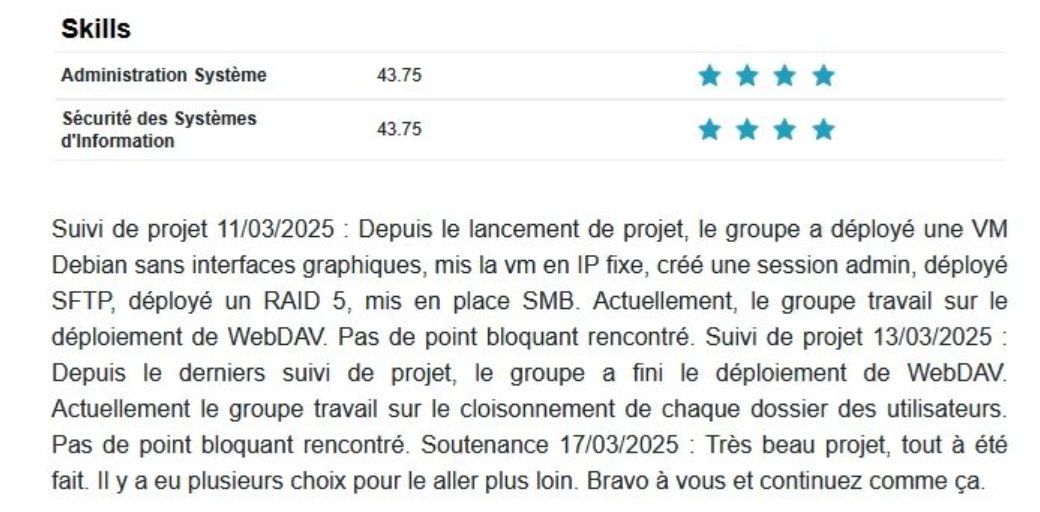 Skills
Administration Système 43.75
Sécurité des Systèmes
d'Information 43.75
Suivi de projet 11/03/2025 : Depuis le lancement de projet, le groupe a déployé une VM
Debian sans interfaces graphiques, mis la vm en IP fixe, créé une session admin, déployé
SFTP, déployé un RAID 5, mis en place SMB. Actuellement, le groupe travail sur le
déploiement de WebDAV. Pas de point bloquant rencontré. Suivi de projet 13/03/2025 :
Depuis le derniers suivi de projet, le groupe a fini le déploiement de WebDAV.
Actuellement le groupe travail sur le cloisonnement de chaque dossier des utilisateurs.
Pas de point bloquant rencontré. Soutenance 17/03/2025 : Très beau projet, tout à été
fait. Il y a eu plusieurs choix pour le aller plus loin. Bravo à vous et continuez comme ça.